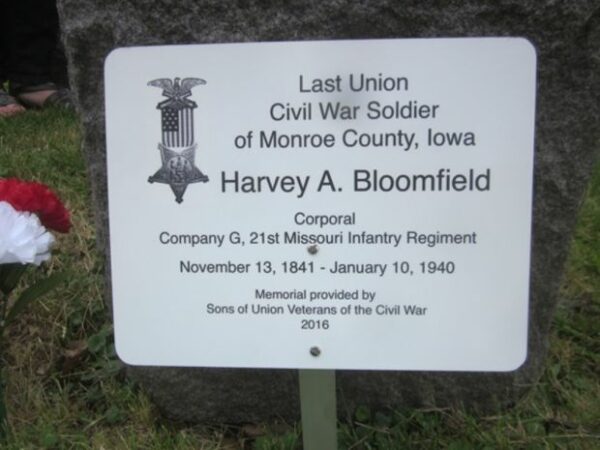 Last Union
Civil War Soldier
of Monroe County, Iowa
Harvey A. Bloomfield
Corporal
Company G, 21st Missouri Infantry Regiment
November 13, 1841 - January 10, 1940
Memorial provided by
Sons of Union Veterans of the Civil War
2016